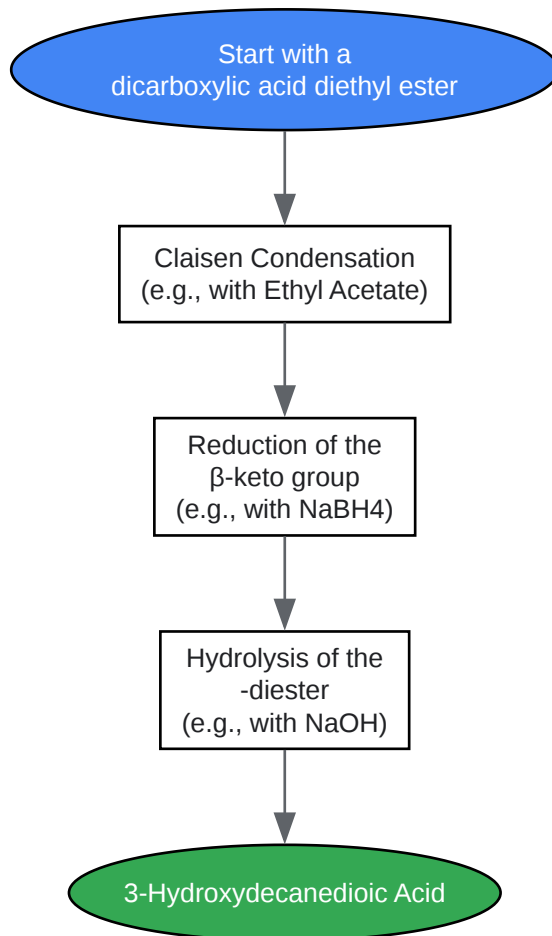 Start with a
dicarboxylic acid diethyl ester
Claisen Condensation
(e.g., with Ethyl Acetate)
Reduction of the
β-keto group
(e.g., with NaBH4)
Hydrolysis of the
-diester
(e.g., with NaOH)
3-Hydroxydecanedioic Acid